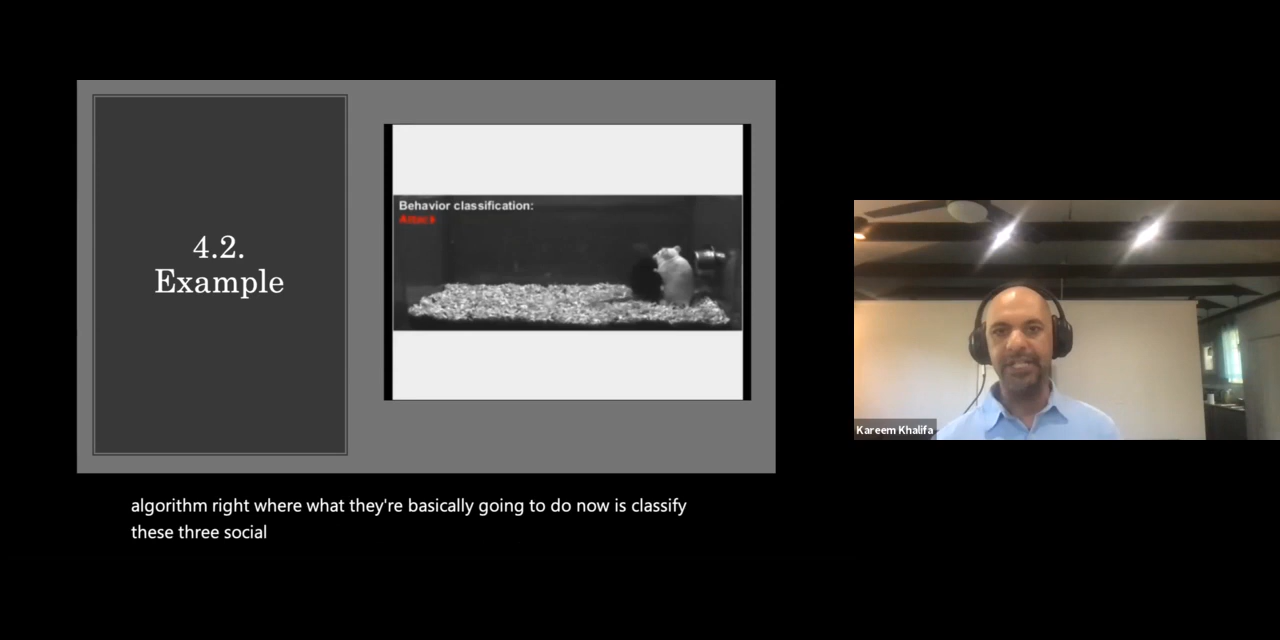 4.2.
Example
Behavior classification:
Attack
Kareem Khalifa
algorithm right where what they're basically going to do now is classify
these three social